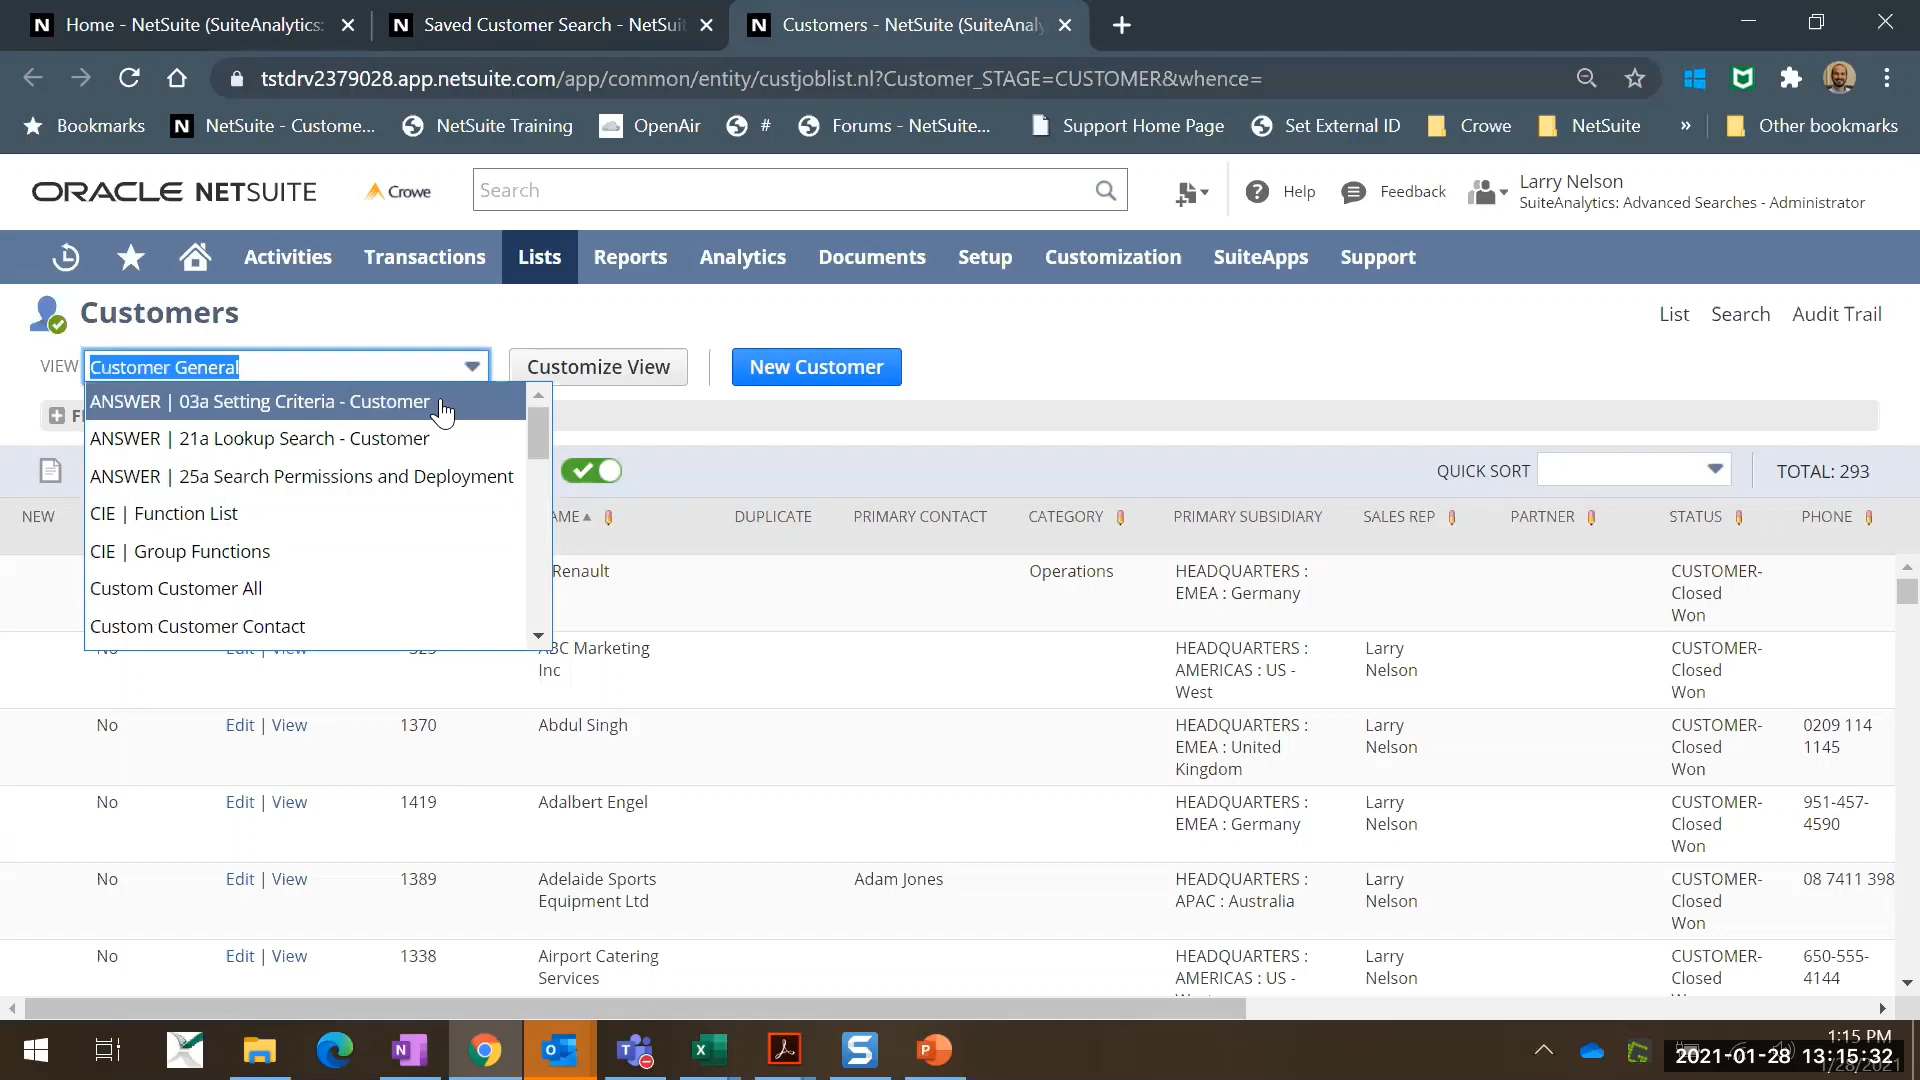 Home - NetSuite (SuiteAnalytics:
Saved Customer Search - NetSuit
Customers - NetSuite (SuiteAnaly
tstdrv2379028.app.netsuite.com/app/common/entity/custjoblist.nl?Customer_STAGE=CUSTOMER&whence=
Bookmarks
NetSuite - Custome...
NetSuite Training
OpenAir
#
Forums - NetSuite...
Support Home Page
Set External ID
Crowe
NetSuite
»
Other bookmarks
ORACLE NETSUITE
Crowe
Search
Help
Feedback
Larry Nelson
SuiteAnalytics: Advanced Searches - Administrator
Activities
Transactions
Lists
Reports
Analytics
Documents
Setup
Customization
SuiteApps
Support
Customers
List
Search
Audit Trail
VIEW
Customer General
Customize View
New Customer
ANSWER | 03a Setting Criteria - Customer
ANSWER | 21a Lookup Search - Customer
ANSWER | 25a Search Permissions and Deployment
CIE | Function List
CIE | Group Functions
Custom Customer All
Custom Customer Contact
QUICK SORT
TOTAL: 293
NEW
AME
DUPLICATE
PRIMARY CONTACT
CATEGORY
PRIMARY SUBSIDIARY
SALES REP
PARTNER
STATUS
PHONE
Renault
Operations
HEADQUARTERS :
EMEA : Germany
CUSTOMER-
Closed
Won
ABC Marketing
Inc
HEADQUARTERS :
AMERICAS : US -
West
Larry
Nelson
CUSTOMER-
Closed
Won
No
Edit | View
1370
Abdul Singh
HEADQUARTERS :
EMEA : United
Kingdom
Larry
Nelson
CUSTOMER-
Closed
Won
0209 114
1145
No
Edit | View
1419
Adalbert Engel
HEADQUARTERS :
EMEA : Germany
Larry
Nelson
CUSTOMER-
Closed
Won
951-457-
4590
No
Edit | View
1389
Adelaide Sports
Equipment Ltd
Adam Jones
HEADQUARTERS :
APAC : Australia
Larry
Nelson
CUSTOMER-
Closed
Won
08 7411 398
No
Edit | View
1338
Airport Catering
Services
HEADQUARTERS :
AMERICAS : US -
Larry
Nelson
CUSTOMER-
Closed
650-555-
4144
1:15 PM
2021-01-28 13:15:32